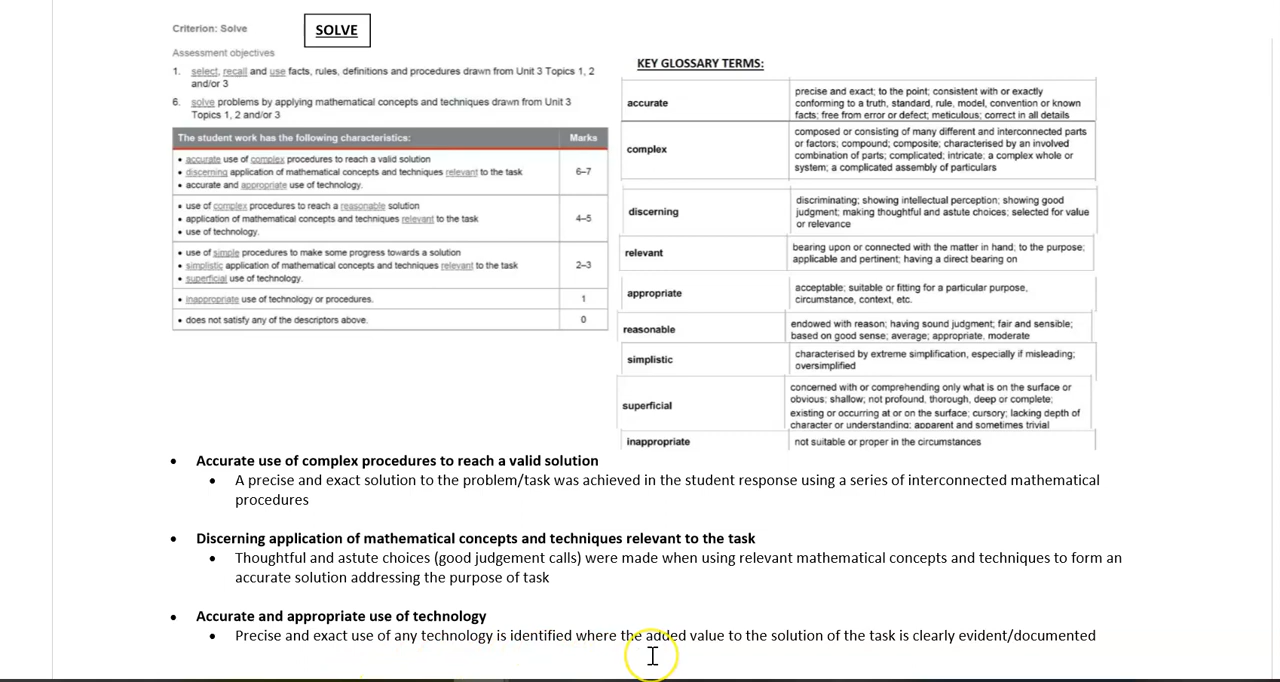 Criterion: Solve
SOLVE
Assessment objectives
1. select, recall and use facts, rules, definitions and procedures drawn from Unit 3 Topics 1, 2
and/or 3
6. solve problems by applying mathematical concepts and techniques drawn from Unit 3
Topics 1, 2 and/or 3
The student work has the following characteristics: Marks
• accurate use of complex procedures to reach a valid solution
• discerning application of mathematical concepts and techniques relevant to the task
• accurate and appropriate use of technology.
6–7
• use of complex procedures to reach a reasonable solution
• application of mathematical concepts and techniques relevant to the task
• use of technology.
4–5
• use of simple procedures to make some progress towards a solution
• simplistic application of mathematical concepts and techniques relevant to the task
• superficial use of technology.
2–3
• inappropriate use of technology or procedures. 1
• does not satisfy any of the descriptors above. 0
KEY GLOSSARY TERMS:
accurate
precise and exact; to the point; consistent with or exactly
conforming to a truth, standard, rule, model, convention or known
facts; free from error or defect; meticulous; correct in all details
complex
composed or consisting of many different and interconnected parts
or factors; compound; composite; characterised by an involved
combination of parts; complicated; intricate; a complex whole or
system; a complicated assembly of particulars
discerning
discriminating; showing intellectual perception; showing good
judgment; making thoughtful and astute choices; selected for value
or relevance
relevant
bearing upon or connected with the matter in hand; to the purpose;
applicable and pertinent; having a direct bearing on
appropriate
acceptable; suitable or fitting for a particular purpose,
circumstance, context, etc.
reasonable
endowed with reason; having sound judgment; fair and sensible;
based on good sense; average; appropriate, moderate
simplistic
characterised by extreme simplification, especially if misleading;
oversimplified
superficial
concerned with or comprehending only what is on the surface or
obvious; shallow; not profound, thorough, deep or complete;
existing or occurring at or on the surface; cursory; lacking depth of
character or understanding; apparent and sometimes trivial
inappropriate
not suitable or proper in the circumstances
• Accurate use of complex procedures to reach a valid solution
• A precise and exact solution to the problem/task was achieved in the student response using a series of interconnected mathematical
procedures
• Discerning application of mathematical concepts and techniques relevant to the task
• Thoughtful and astute choices (good judgement calls) were made when using relevant mathematical concepts and techniques to form an
accurate solution addressing the purpose of task
• Accurate and appropriate use of technology
• Precise and exact use of any technology is identified where the added value to the solution of the task is clearly evident/documented